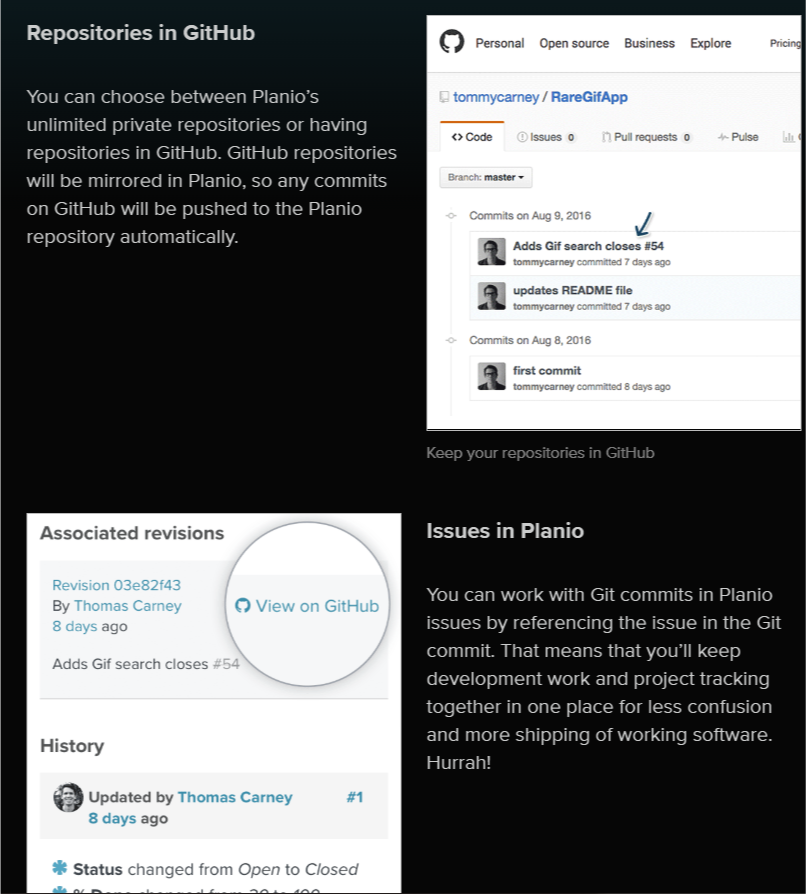 Repositories in GitHub
You can choose between Planio’s
unlimited private repositories or having
repositories in GitHub. GitHub repositories
will be mirrored in Planio, so any commits
on GitHub will be pushed to the Planio
repository automatically.
Personal Open source Business Explore Pricing
tommycarney / RareGifApp
Code Issues 0 Pull requests 0 Pulse
Branch: master
Commits on Aug 9, 2016
Adds Gif search closes #54
tommycarney committed 7 days ago
updates README file
tommycarney committed 7 days ago
Commits on Aug 8, 2016
first commit
tommycarney committed 8 days ago
Keep your repositories in GitHub
Associated revisions
Revision 03e82f43
By Thomas Carney
8 days ago
View on GitHub
Adds Gif search closes #54
History
Updated by Thomas Carney #1
8 days ago
Status changed from Open to Closed
% Done changed from 20 to 100
Issues in Planio
You can work with Git commits in Planio
issues by referencing the issue in the Git
commit. That means that you’ll keep
development work and project tracking
together in one place for less confusion
and more shipping of working software.
Hurrah!